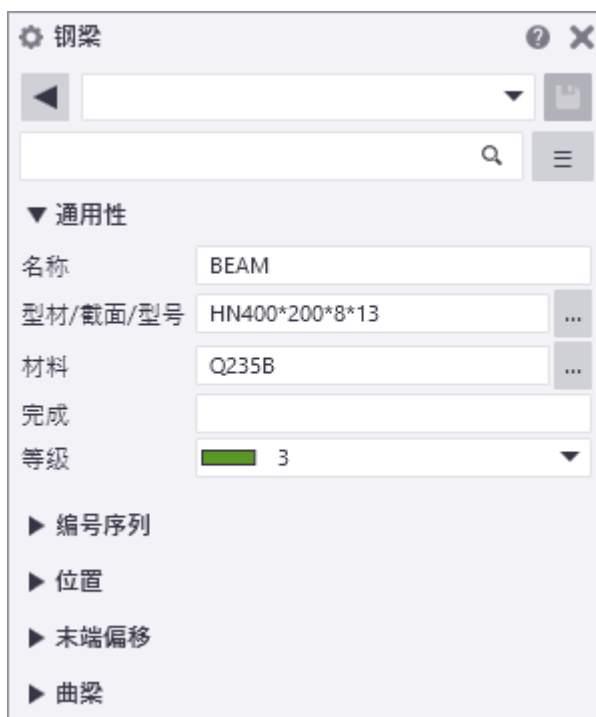 钢梁
通用性
名称 BEAM
型材/截面/型号 HN400*200*8*13 ...
材料 Q235B ...
完成
等级 3
编号序列
位置
末端偏移
曲梁